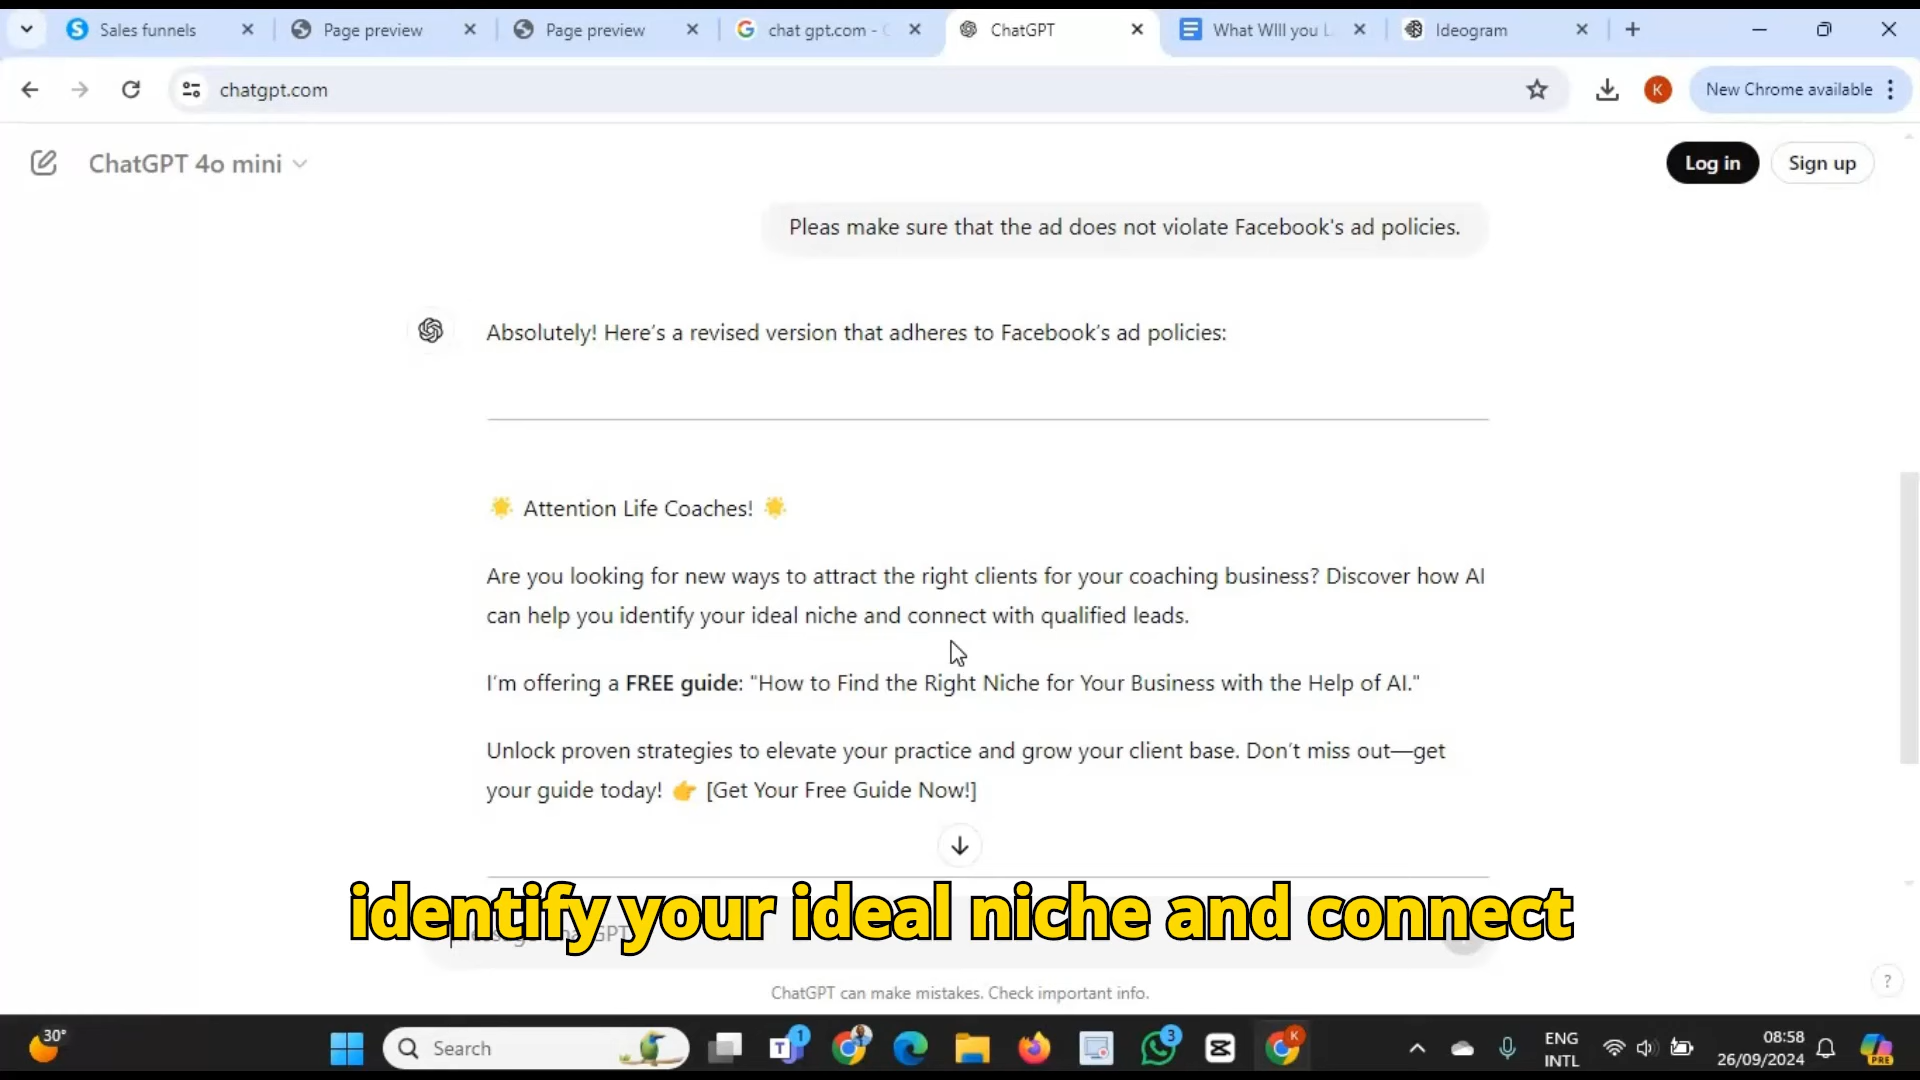 Sales funnels
Page preview
Page preview
chat gpt.com -
ChatGPT
What WIll you L
Ideogram
chatgpt.com
K
New Chrome available
ChatGPT 4o mini
Log in
Sign up
Pleas make sure that the ad does not violate Facebook's ad policies.
Absolutely! Here's a revised version that adheres to Facebook's ad policies:
🌟 Attention Life Coaches! 🌟
Are you looking for new ways to attract the right clients for your coaching business? Discover how AI
can help you identify your ideal niche and connect with qualified leads.
I'm offering a FREE guide: "How to Find the Right Niche for Your Business with the Help of AI."
Unlock proven strategies to elevate your practice and grow your client base. Don't miss out—get
your guide today! 👉 [Get Your Free Guide Now!]
identify your ideal niche and connect
ChatGPT can make mistakes. Check important info.
?
30°
Search
1
3
K
ENG
INTL
08:58
26/09/2024
PRE